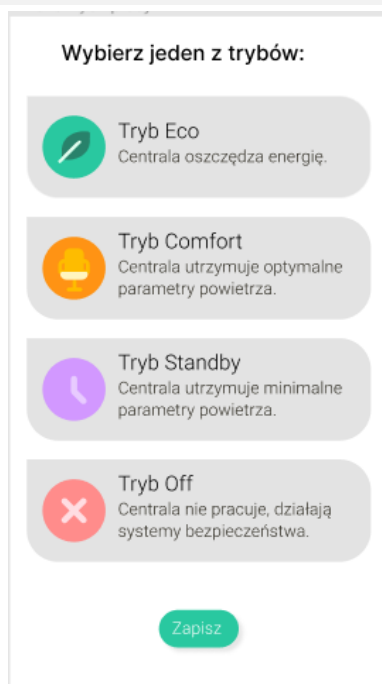 Wybierz jeden z trybów:
Tryb Eco
Centrala oszczędza energię.
Tryb Comfort
Centrala utrzymuje optymalne
parametry powietrza.
Tryb Standby
Centrala utrzymuje minimalne
parametry powietrza.
Tryb Off
Centrala nie pracuje, działają
systemy bezpieczeństwa.
Zapisz